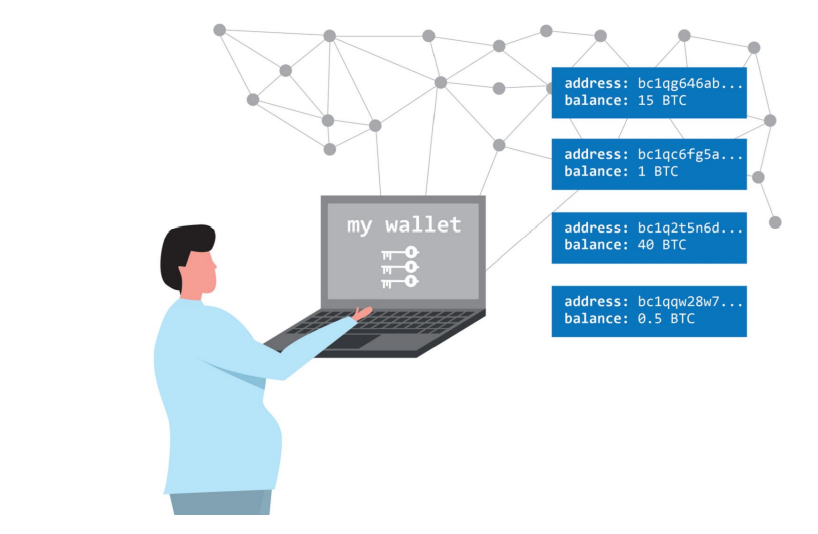 my wallet
address: bc1qg646ab...
balance: 15 BTC
address: bc1qc6fg5a...
balance: 1 BTC
address: bc1q2t5n6d...
balance: 40 BTC
address: bc1qqw28w7...
balance: 0.5 BTC